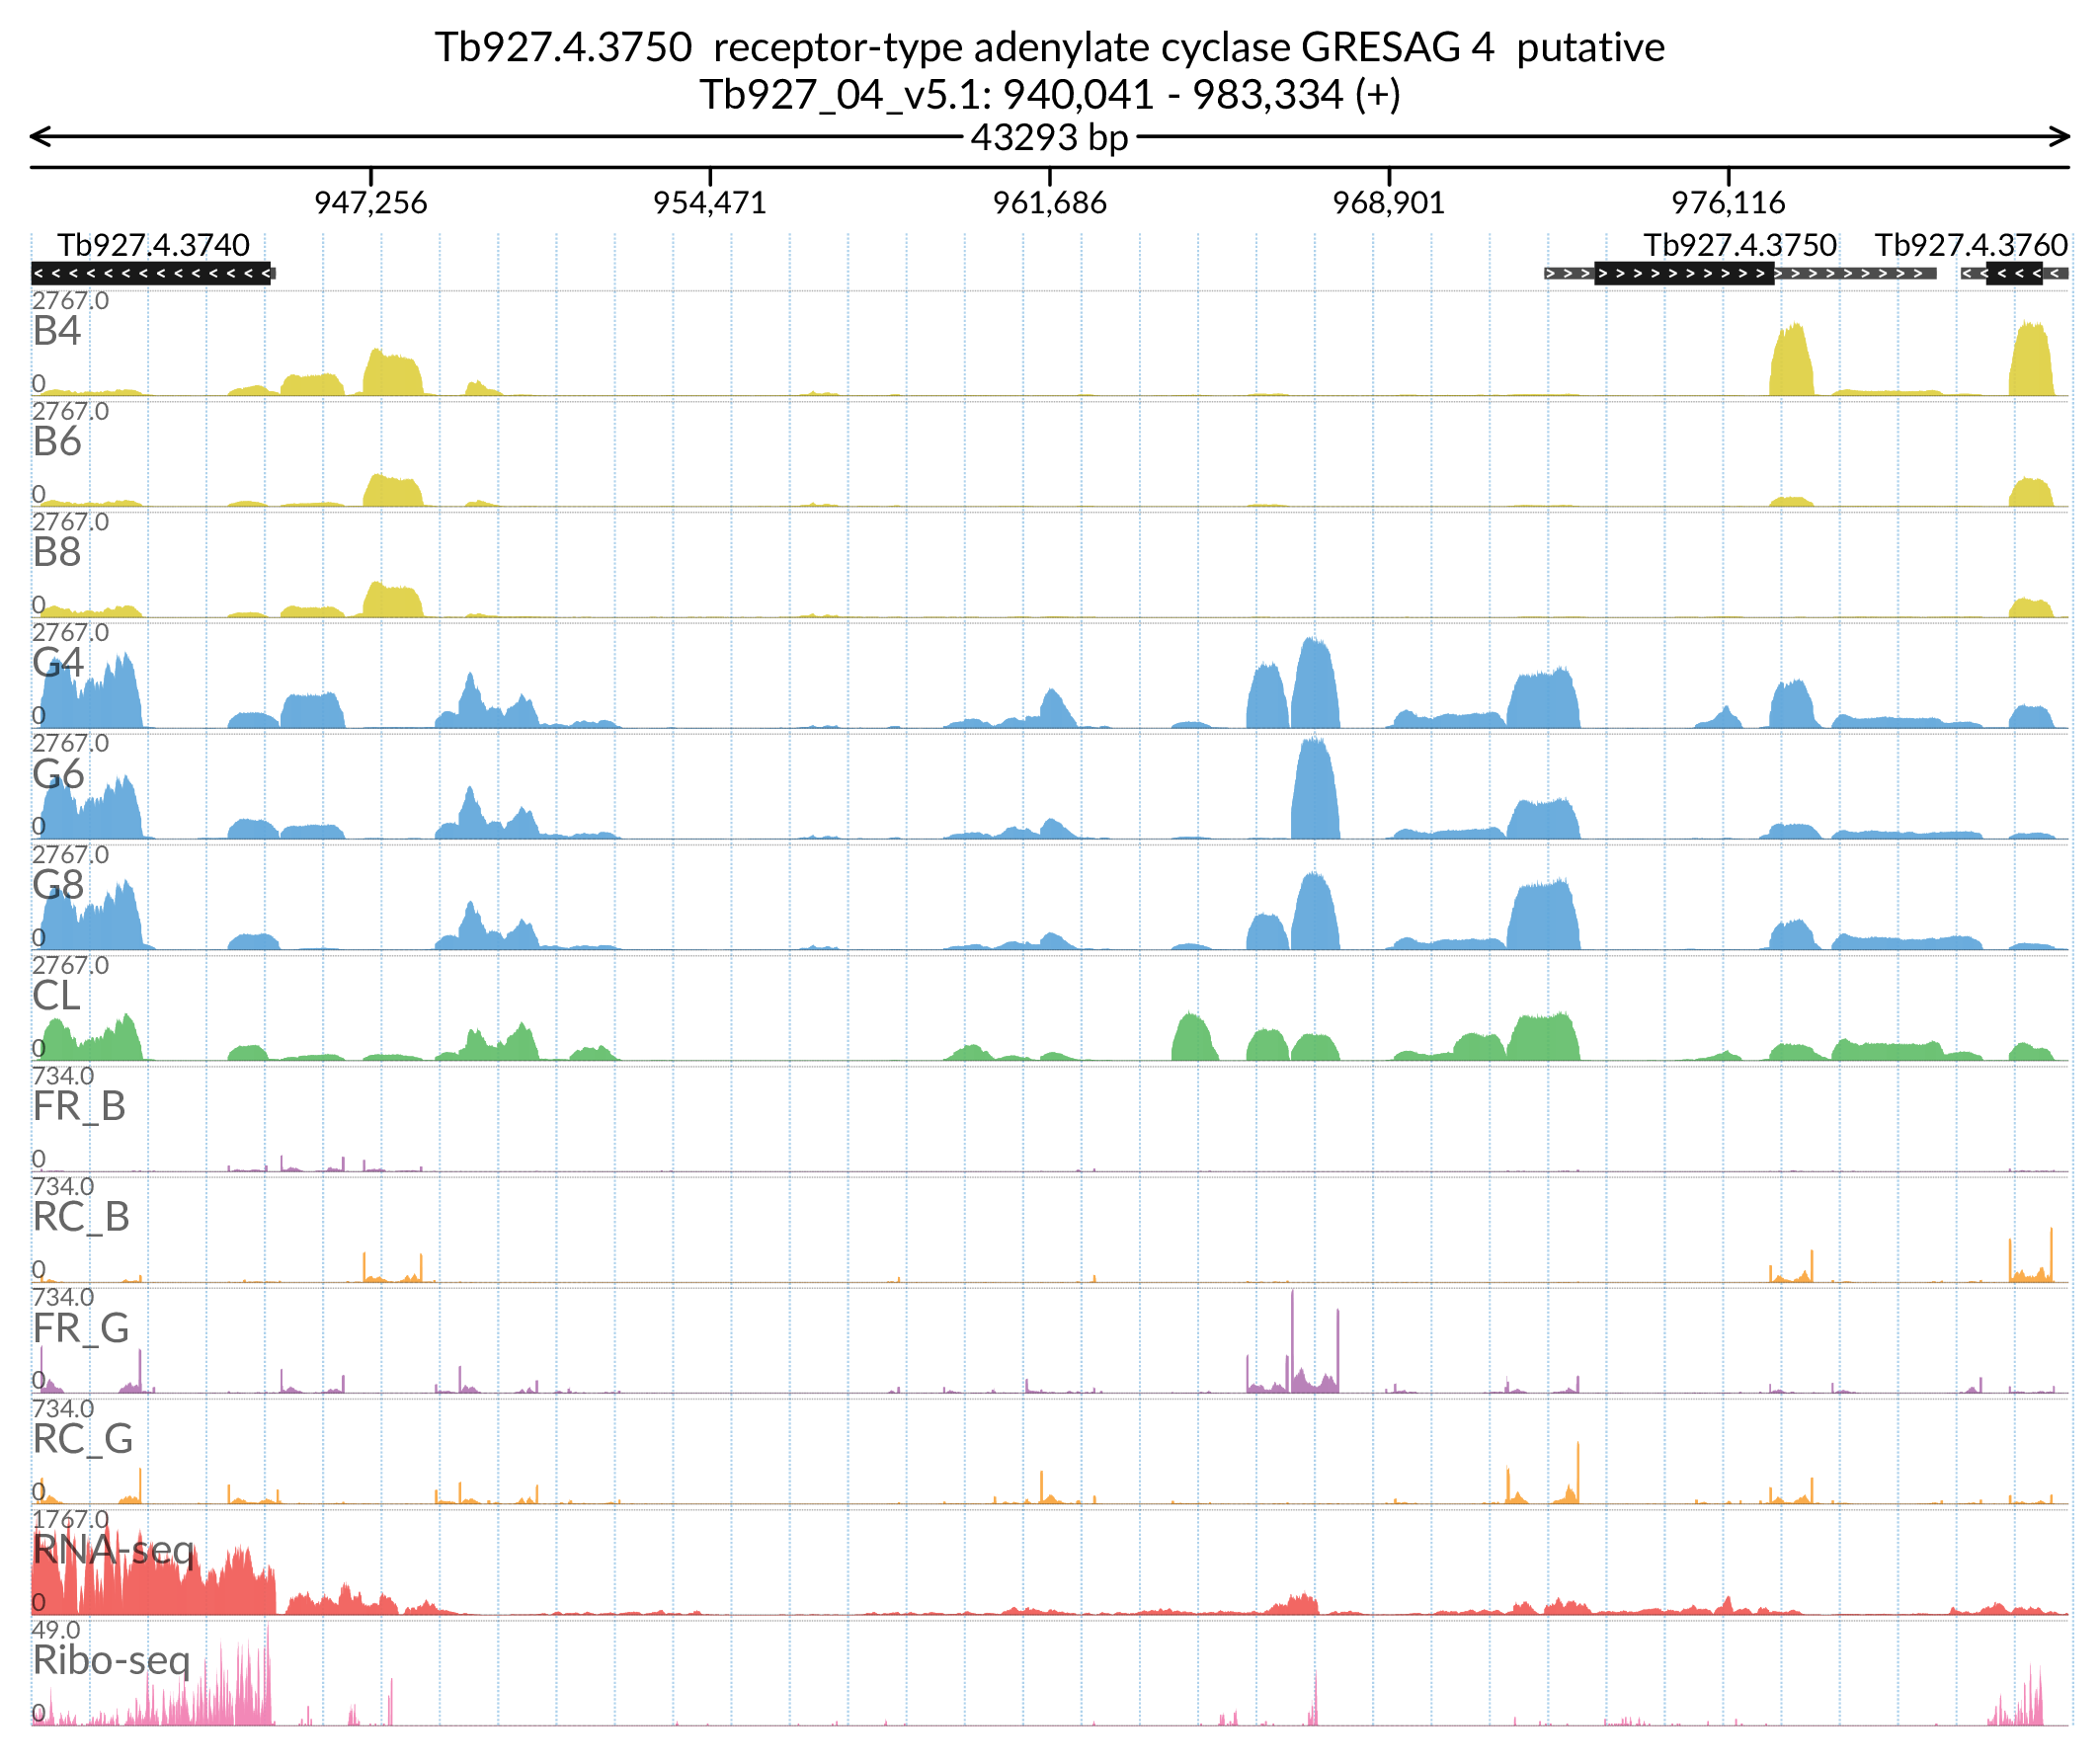 Tb927.4.3750 receptor-type adenylate cyclase GRESAG 4 putative
Tb927_04_v5.1: 940,041 - 983,334 (+)
43293 bp
947,256 954,471 961,686 968,901 976,116
Tb927.4.3740 Tb927.4.3750 Tb927.4.3760
2767.0
B4
0
2767.0
B6
0
2767.0
B8
0
2767.0
G4
0
2767.0
G6
0
2767.0
G8
0
2767.0
CL
0
734.0
FR_B
0
734.0
RC_B
0
734.0
FR_G
0
734.0
RC_G
0
1767.0
RNA-seq
0
49.0
Ribo-seq
0